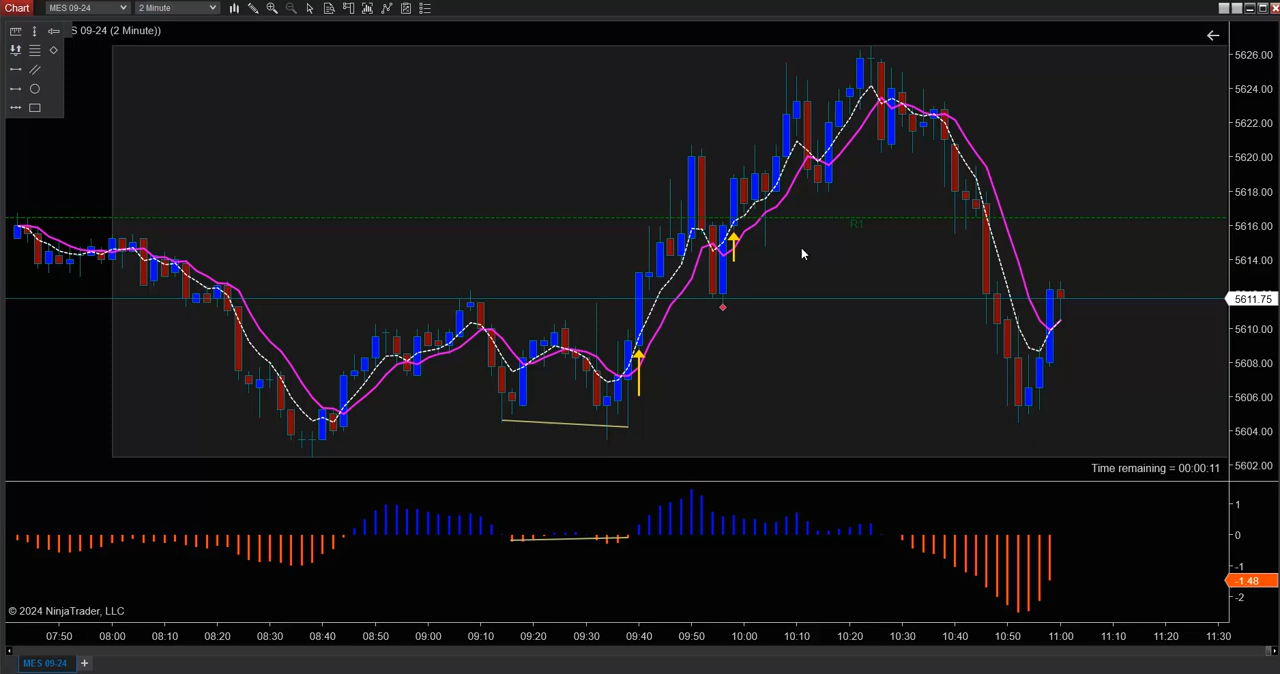 Chart
MES 09-24
2 Minute
S 09-24 (2 Minute))
5626.00
5624.00
5622.00
5620.00
5618.00
5616.00
R1
5614.00
5611.75
5610.00
5608.00
5606.00
5604.00
5602.00
Time remaining = 00:00:11
1
0
-1
-1.48
-2
© 2024 NinjaTrader, LLC
07:50 08:00 08:10 08:20 08:30 08:40 08:50 09:00 09:10 09:20 09:30 09:40 09:50 10:00 10:10 10:20 10:30 10:40 10:50 11:00 11:10 11:20 11:30
MES 09-24 +